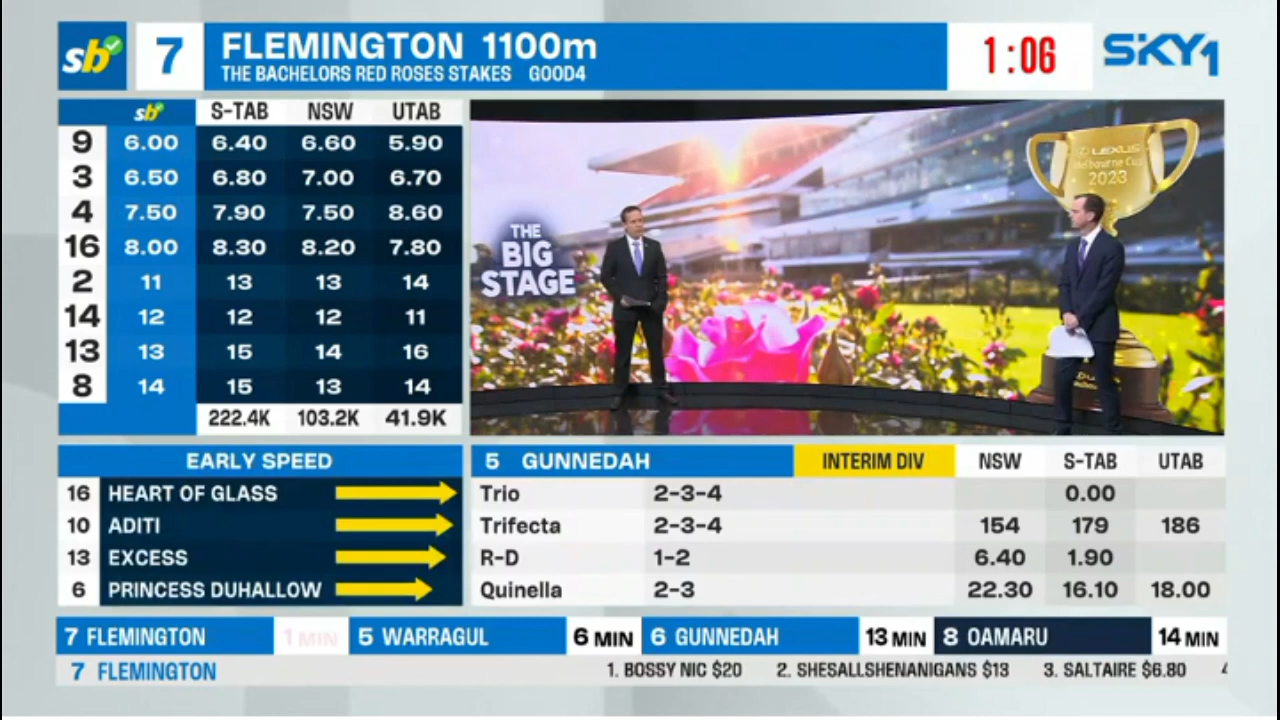 sb 7 FLEMINGTON 1100m 1:06 SKY1
THE BACHELORS RED ROSES STAKES GOOD4
sb S-TAB NSW UTAB
9 6.00 6.40 6.60 5.90
3 6.50 6.80 7.00 6.70
4 7.50 7.90 7.50 8.60
16 8.00 8.30 8.20 7.80
2 11 13 13 14
14 12 12 12 11
13 13 15 14 16
8 14 15 13 14
222.4K 103.2K 41.9K
THE
BIG
STAGE
LEXUS
Melbourne Cup
2023
EARLY SPEED
16 HEART OF GLASS
10 ADITI
13 EXCESS
6 PRINCESS DUHALLOW
5 GUNNEDAH INTERIM DIV NSW S-TAB UTAB
Trio 2-3-4 0.00
Trifecta 2-3-4 154 179 186
R-D 1-2 6.40 1.90
Quinella 2-3 22.30 16.10 18.00
7 FLEMINGTON 1 MIN 5 WARRAGUL 6 MIN 6 GUNNEDAH 13 MIN 8 OAMARU 14 MIN
7 FLEMINGTON 1. BOSSY NIC $20 2. SHESALLSHENANIGANS $13 3. SALTAIRE $6.80